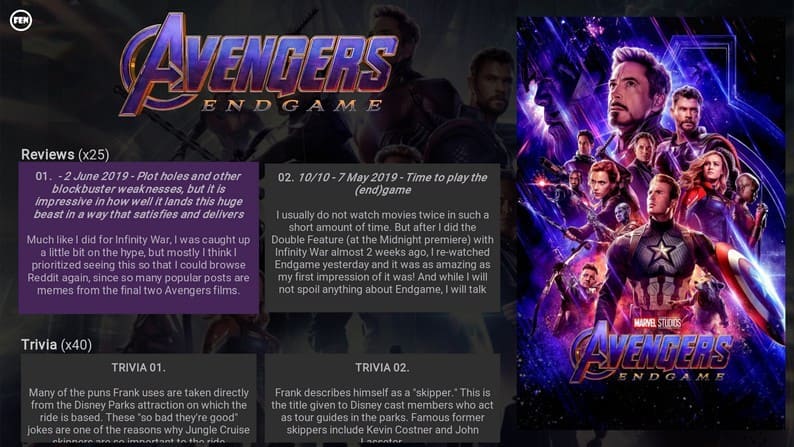 FEN
AVENGERS
ENDGAME
Reviews (x25)
01. - 2 June 2019 - Plot holes and other
blockbuster weaknesses, but it is
impressive in how well it lands this huge
beast in a way that satisfies and delivers
Much like I did for Infinity War, I was caught up
a little bit on the hype, but mostly I think I
prioritized seeing this so that I could browse
Reddit again, since so many popular posts are
memes from the final two Avengers films.
02. 10/10 - 7 May 2019 - Time to play the
(end)game
I usually do not watch movies twice in such a
short amount of time. But after I did the
Double Feature (at the Midnight premiere) with
Infinity War almost 2 weeks ago, I re-watched
Endgame yesterday and it was as amazing as
my first impression of it was! And while I will
not spoil anything about Endgame, I will talk
Trivia (x40)
TRIVIA 01.
Many of the puns Frank uses are taken directly
from the Disney Parks attraction on which the
ride is based. These "so bad they're good"
jokes are one of the reasons why Jungle Cruise
skippers are so important to the ride.
TRIVIA 02.
Frank describes himself as a "skipper." This is
the title given to Disney cast members who act
as tour guides in the parks. Famous former
skippers include Kevin Costner and John
Lasseter.
MARVEL STUDIOS
AVENGERS
ENDGAME